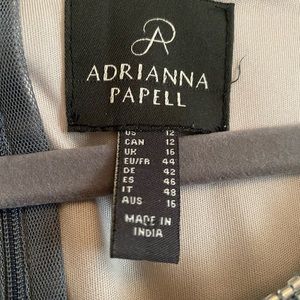 ADRIANNA
PAPELL
US 12
CAN 12
UK 16
EU/FR 44
DE 42
ES 46
IT 48
AUS 16
MADE IN
INDIA